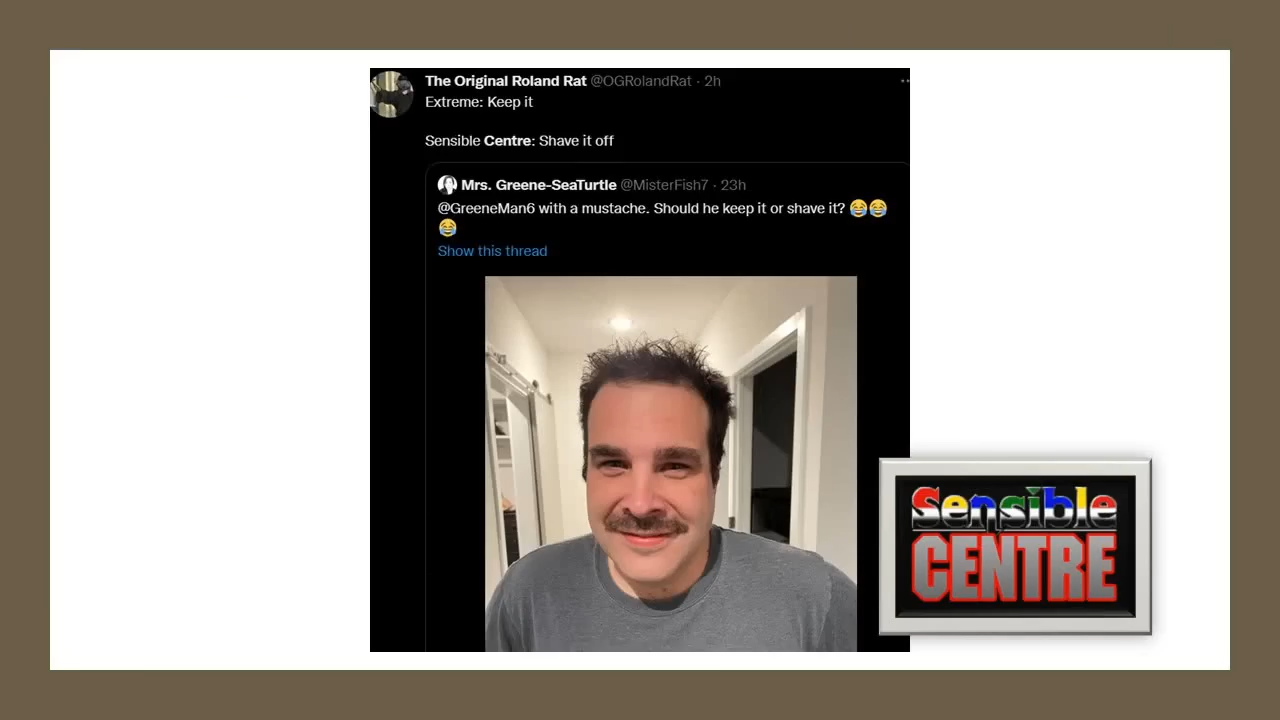 The Original Roland Rat @OGRolandRat · 2h
Extreme: Keep it
Sensible Centre: Shave it off
Mrs. Greene-SeaTurtle @MisterFish7 · 23h
@GreeneMan6 with a mustache. Should he keep it or shave it? 😂😂
😂
Show this thread
Sensible
CENTRE